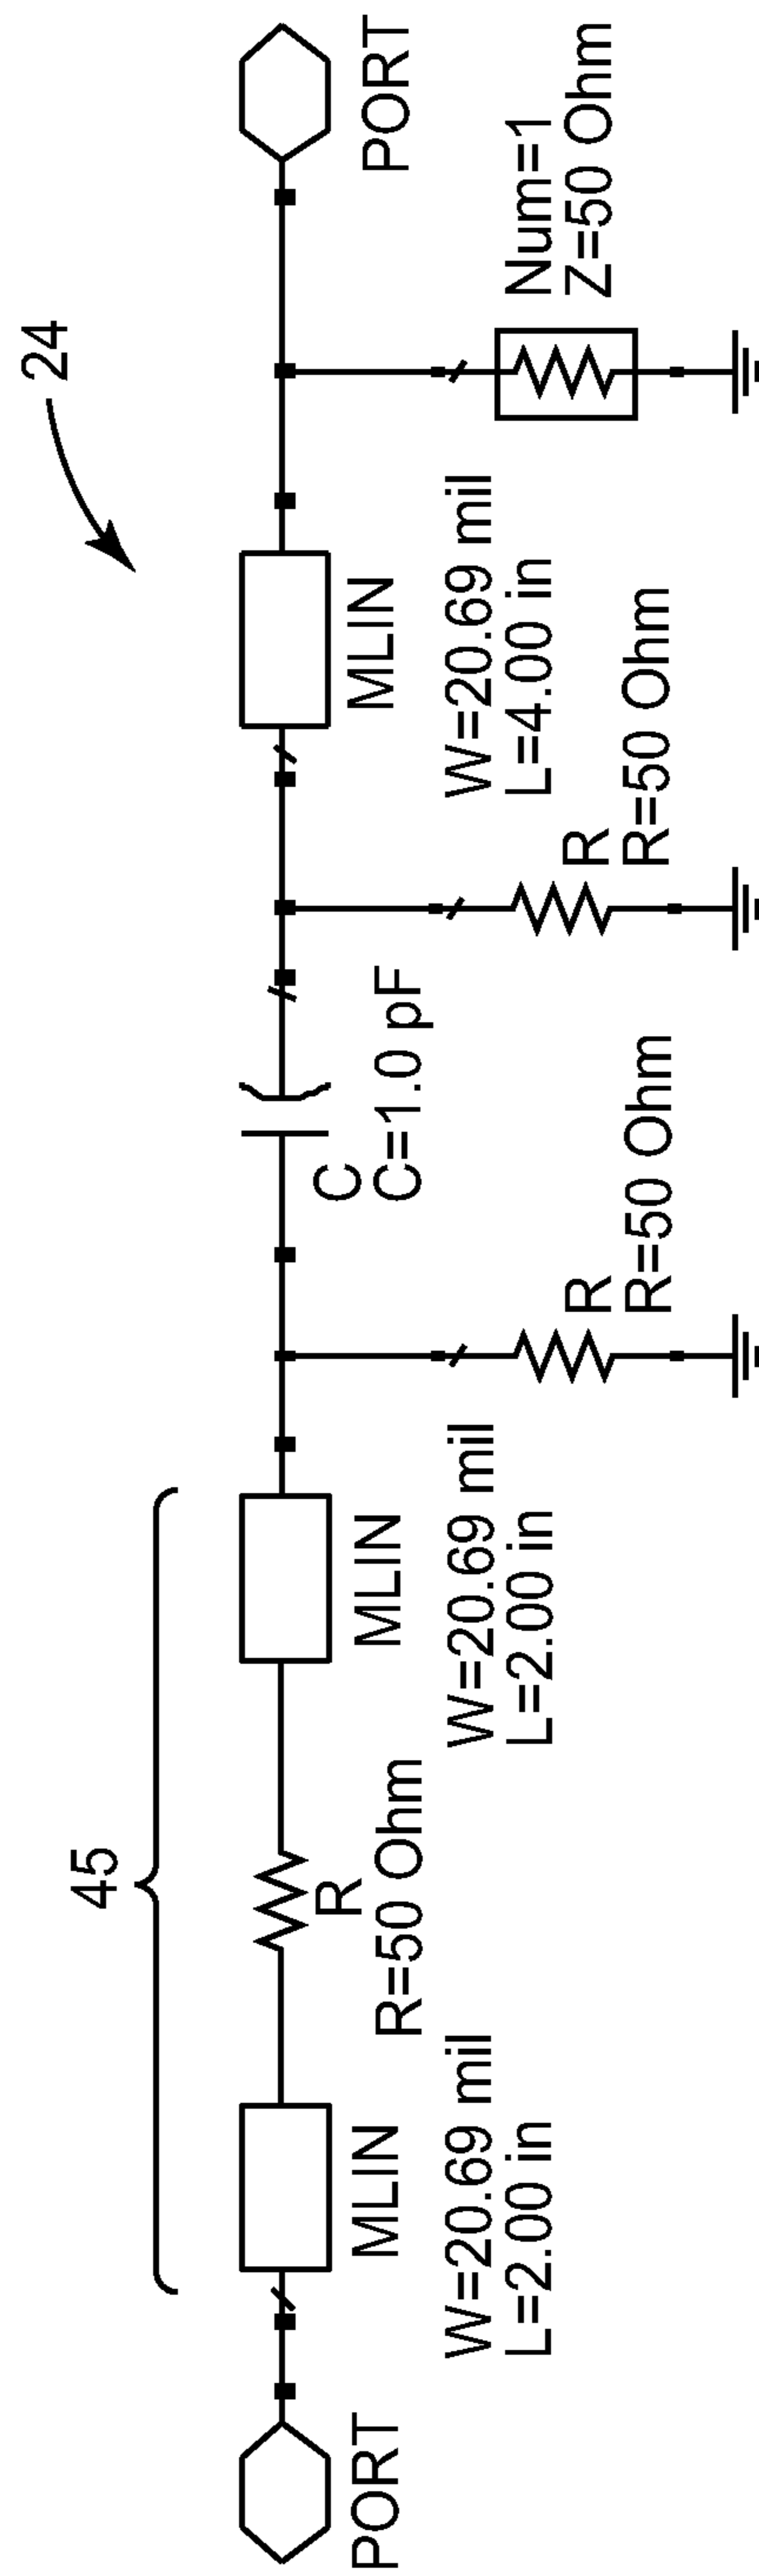 24
45
PORT
MLIN
W=20.69 mil
L=2.00 in
R
R=50 Ohm
MLIN
W=20.69 mil
L=2.00 in
R
R=50 Ohm
C
C=1.0 pF
R
R=50 Ohm
MLIN
W=20.69 mil
L=4.00 in
Num=1
Z=50 Ohm
PORT